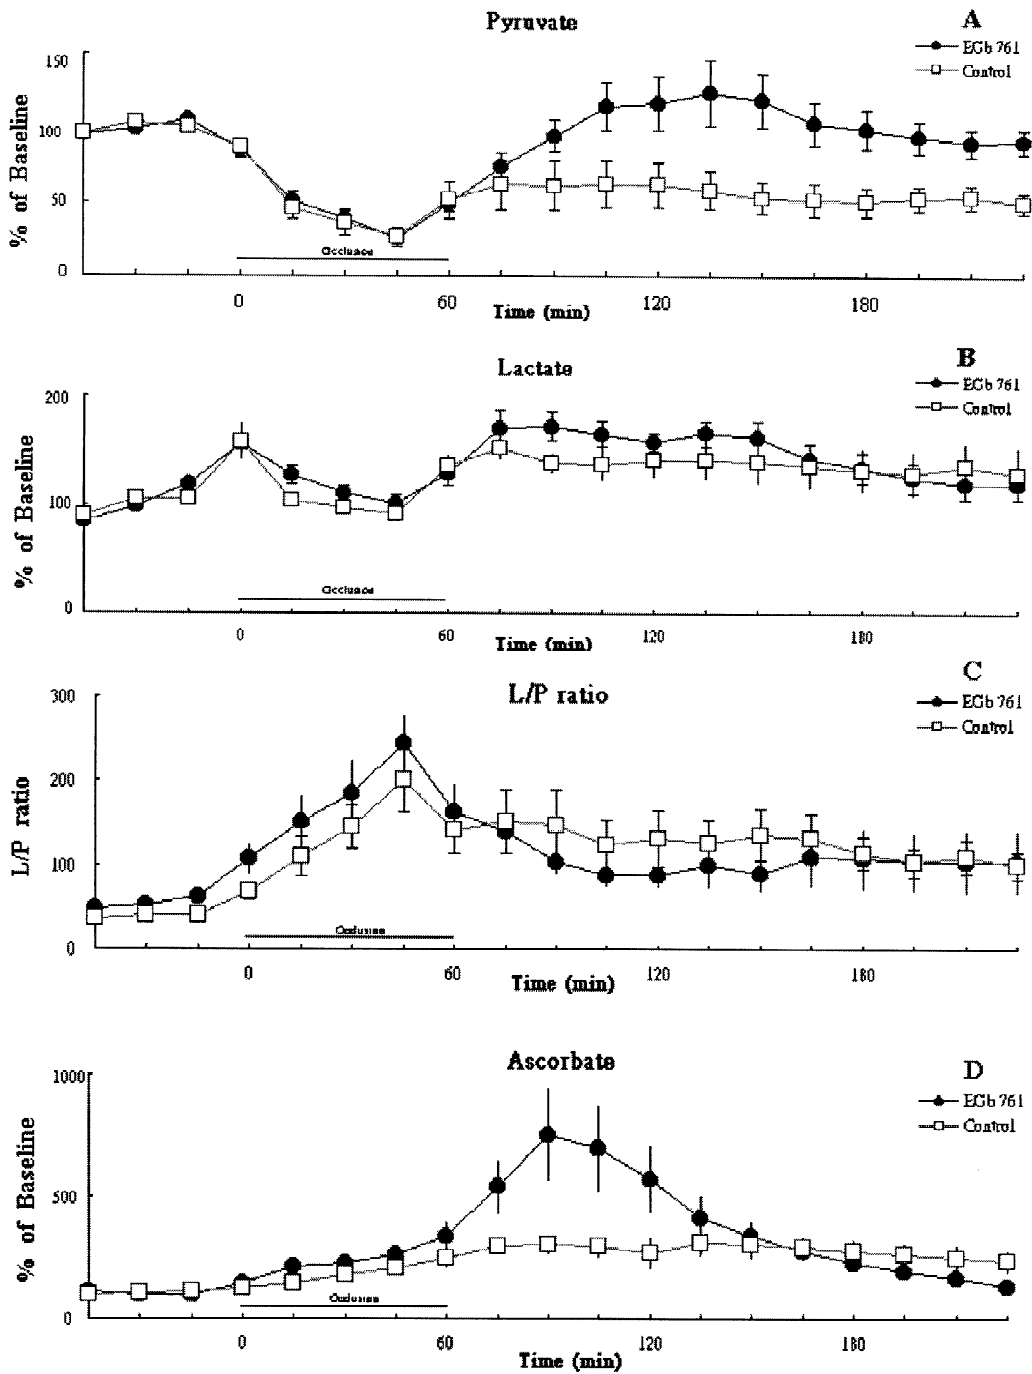 Pyruvate
A
EGb 761
Control
% of Baseline
150
100
50
0
Occlusion
0
60
120
180
Time (min)
Lactate
B
EGb 761
Control
% of Baseline
200
100
0
Occlusion
0
60
120
180
Time (min)
L/P ratio
C
EGb 761
Control
L/P ratio
300
200
100
0
Occlusion
0
60
120
180
Time (min)
Ascorbate
D
EGb 761
Control
% of Baseline
1000
500
0
Occlusion
0
60
120
180
Time (min)